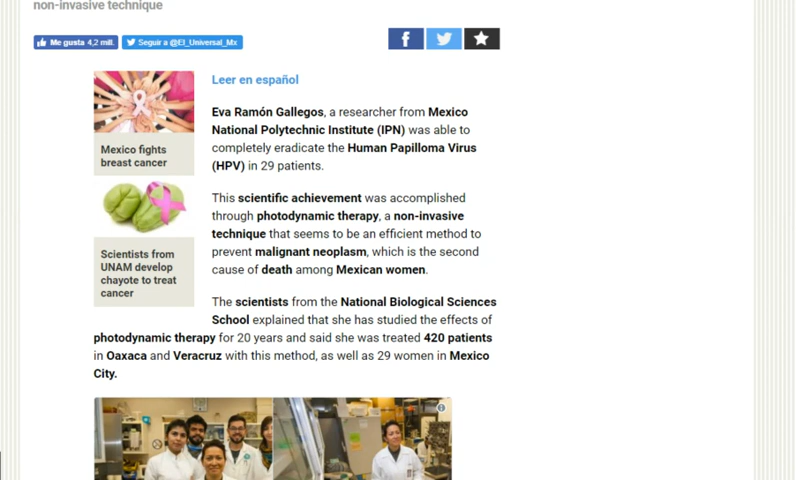 non-invasive technique
Me gusta 4,2 mill.
Seguir a @El_Universal_Mx
Leer en español
Mexico fights
breast cancer
Scientists from
UNAM develop
chayote to treat
cancer
Eva Ramón Gallegos, a researcher from Mexico
National Polytechnic Institute (IPN) was able to
completely eradicate the Human Papilloma Virus
(HPV) in 29 patients.
This scientific achievement was accomplished
through photodynamic therapy, a non-invasive
technique that seems to be an efficient method to
prevent malignant neoplasm, which is the second
cause of death among Mexican women.
The scientists from the National Biological Sciences
School explained that she has studied the effects of
photodynamic therapy for 20 years and said she was treated 420 patients
in Oaxaca and Veracruz with this method, as well as 29 women in Mexico
City.